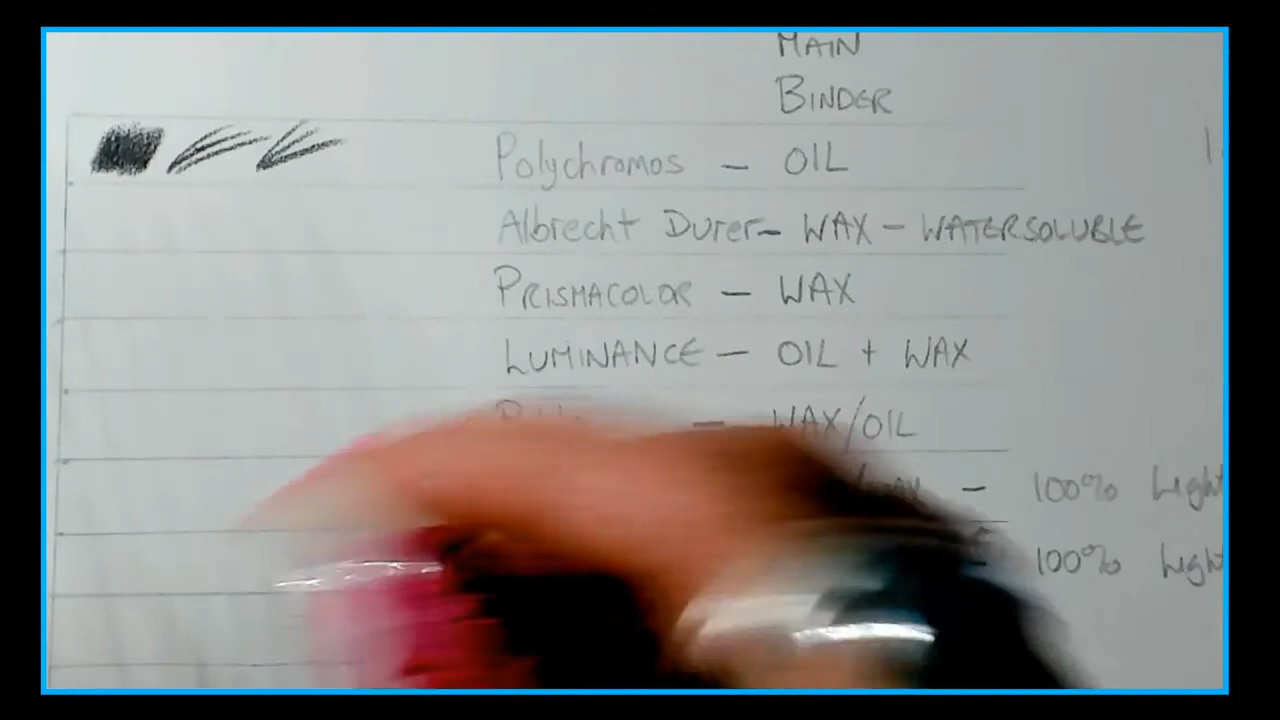 MAIN
BINDER
Polychromos - OIL
Albrecht Durer - WAX - WATERSOLUBLE
PRISMACOLOR - WAX
LUMINANCE - OIL + WAX
- WAX/OIL
/WAX - 100% Light
- 100% Light